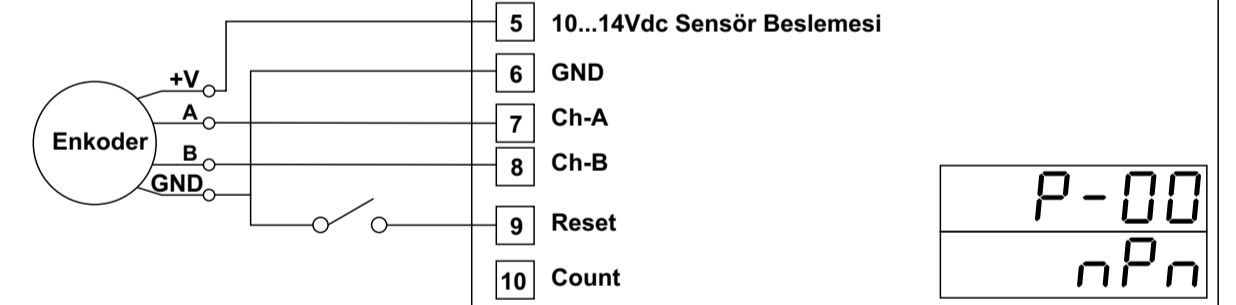 5 10...14Vdc Sensör Beslemesi
+V
6 GND
A
7 Ch-A
Enkoder
B
8 Ch-B
GND
9 Reset
10 Count
P-00
nPn